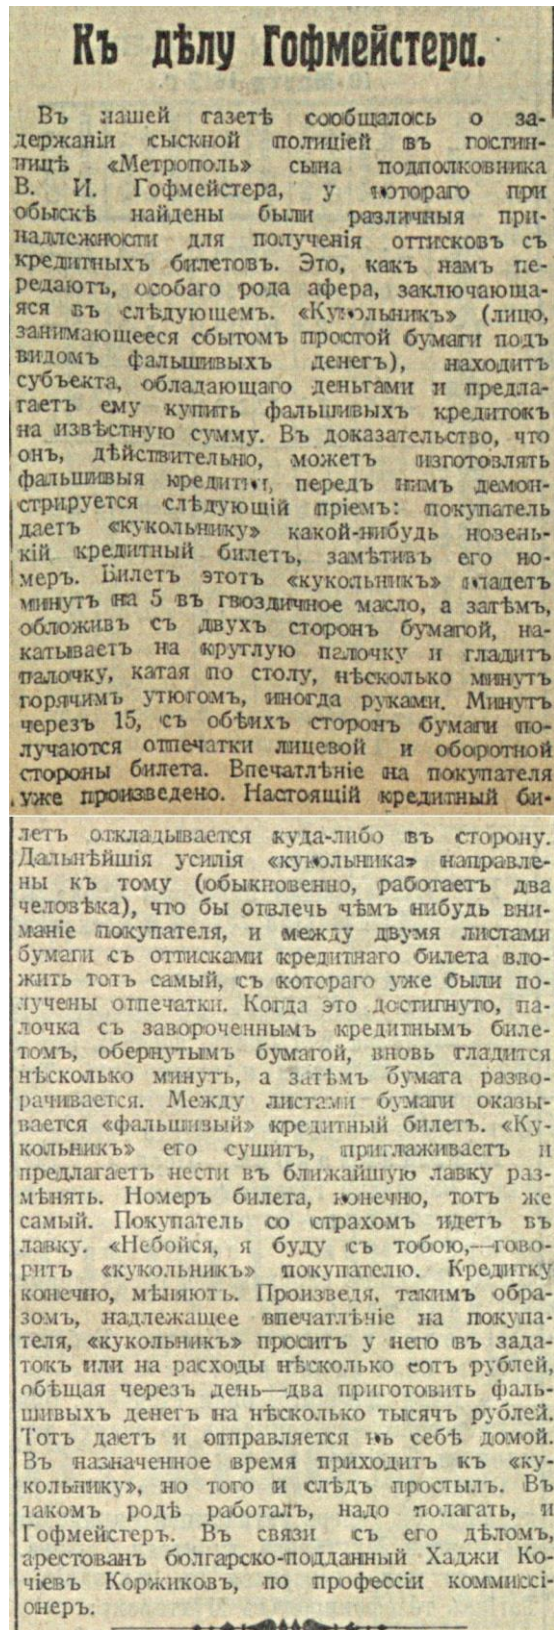 Къ дѣлу Гофмейстера.
Въ нашей газетѣ сообщалось о за-
держаніи сыскной полиціей въ гостин-
ницѣ «Метрополь» сына подполковника
В. И. Гофмейстера, у котораго при
обыскѣ найдены были различныя при-
надлежности для полученія оттисковъ съ
кредитныхъ билетовъ. Это, какъ намъ пе-
редаютъ, особаго рода афера, заключающа-
яся въ слѣдующемъ. «Кукольникъ» (лицо,
занимающееся сбытомъ простой бумаги подъ
видомъ фальшивыхъ денегъ), находитъ
субъекта, обладающаго деньгами и предла-
гаетъ ему купить фальшивыхъ кредитокъ
на извѣстную сумму. Въ доказательство, что
онъ, дѣйствительно, можетъ изготовлять
фальшивыя кредитки, передъ нимъ демон-
стрируется слѣдующій пріемъ: покупатель
даетъ «кукольнику» какой-нибудь новень-
кій кредитный билетъ, замѣтивъ его но-
меръ. Билетъ этотъ «кукольникъ» кладетъ
минутъ на 5 въ гвоздичное масло, а затѣмъ,
обложивъ съ двухъ сторонъ бумагой, на-
катываетъ на круглую палочку и гладитъ
палочку, катая по столу, нѣсколько минутъ
горячимъ утюгомъ, иногда руками. Минутъ
черезъ 15, съ обѣихъ сторонъ бумаги по-
лучаются отпечатки лицевой и оборотной
стороны билета. Впечатлѣніе на покупателя
уже произведено. Настоящій кредитный би-
летъ откладывается куда-либо въ сторону.
Дальнѣйшія усилія «кукольника» направле-
ны къ тому (обыкновенно, работаетъ два
человѣка), что бы отвлечь чѣмъ нибудь вни-
маніе покупателя, и между двумя листами
бумаги съ оттисками кредитнаго билета вло-
жить тотъ самый, съ котораго уже были по-
лучены отпечатки. Когда это достигнуто, па-
лочка съ завороченнымъ кредитнымъ биле-
томъ, обернутымъ бумагой, вновь гладится
нѣсколько минутъ, а затѣмъ бумага разво-
рачивается. Между листами бумаги оказы-
вается «фальшивый» кредитный билетъ. «Ку-
кольникъ» его сушитъ, приглаживаетъ и
предлагаетъ нести въ ближайшую лавку раз-
мѣнять. Номеръ билета, конечно, тотъ же
самый. Покупатель со страхомъ идетъ въ
лавку. «Небойся, я буду съ тобою,—гово-
ритъ «кукольникъ» покупателю. Кредитку
конечно, мѣняютъ. Произведя, такимъ обра-
зомъ, надлежащее впечатлѣніе на покупа-
теля, «кукольникъ» проситъ у него въ зада-
токъ или на расходы нѣсколько сотъ рублей,
обѣщая черезъ день—два приготовить фаль-
шивыхъ денегъ на нѣсколько тысячъ рублей.
Тотъ даетъ и отправляется къ себѣ домой.
Въ назначенное время приходитъ къ «ку-
кольнику», но того и слѣдъ простылъ. Въ
такомъ родѣ работалъ, надо полагать, и
Гофмейстеръ. Въ связи съ его дѣломъ,
арестованъ болгарско-подданный Хаджи Ко-
чіевъ Коржиковъ, по профессіи коммиссі-
онеръ.